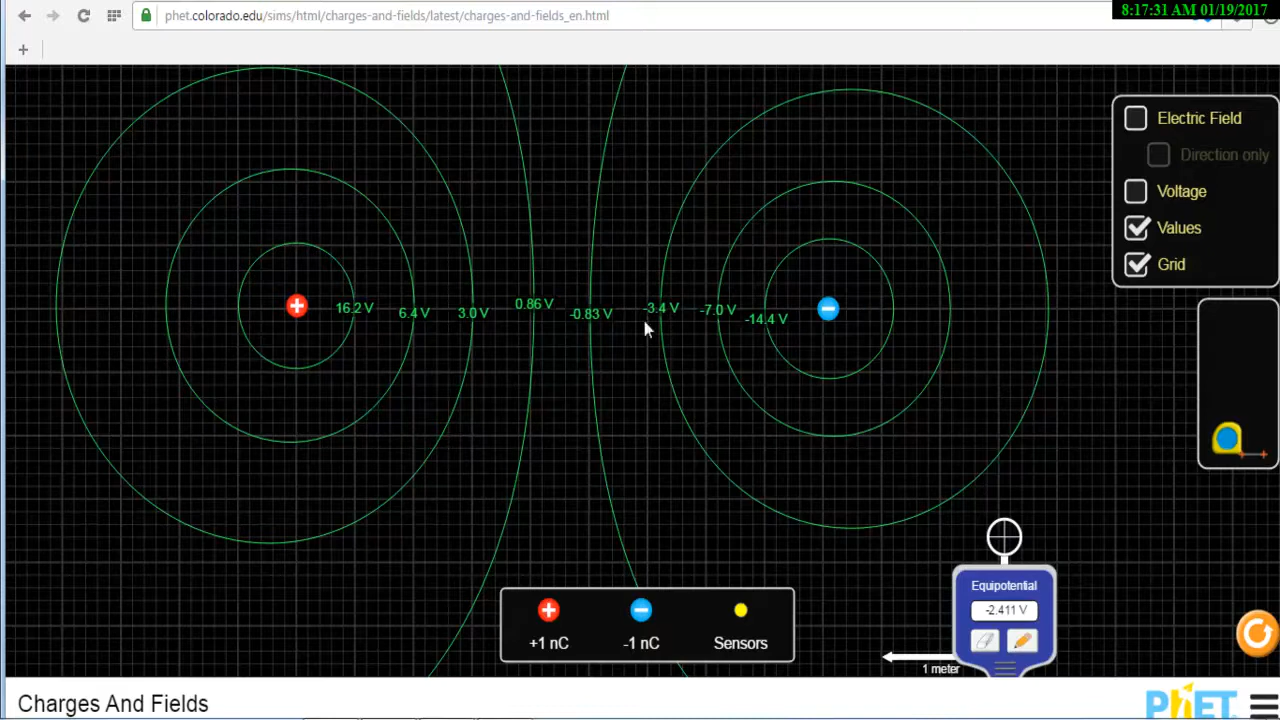 8:17:31 AM 01/19/2017
phet.colorado.edu/sims/html/charges-and-fields/latest/charges-and-fields_en.html
+
Electric Field
Direction only
Voltage
Values
Grid
16.2 V
6.4 V
3.0 V
0.86 V
-0.83 V
-3.4 V
-7.0 V
-14.4 V
Equipotential
-2.411 V
+1 nC
-1 nC
Sensors
1 meter
Charges And Fields
PhET